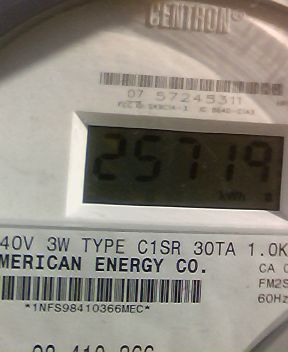 CENTRON®
07 57245311
25719
kWh
40V 3W TYPE C1SR 30TA 1.0K
MERICAN ENERGY CO.
CA 0
FM2S
60Hz
*1NFS98410366MEC*